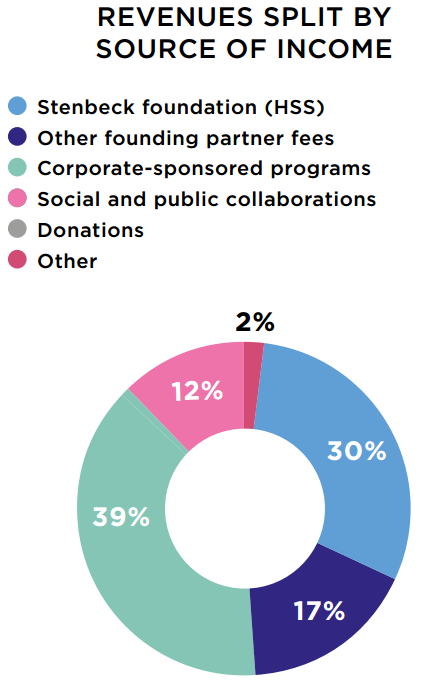 REVENUES SPLIT BY
SOURCE OF INCOME
Stenbeck foundation (HSS)
Other founding partner fees
Corporate-sponsored programs
Social and public collaborations
Donations
Other
2%
12%
30%
39%
17%